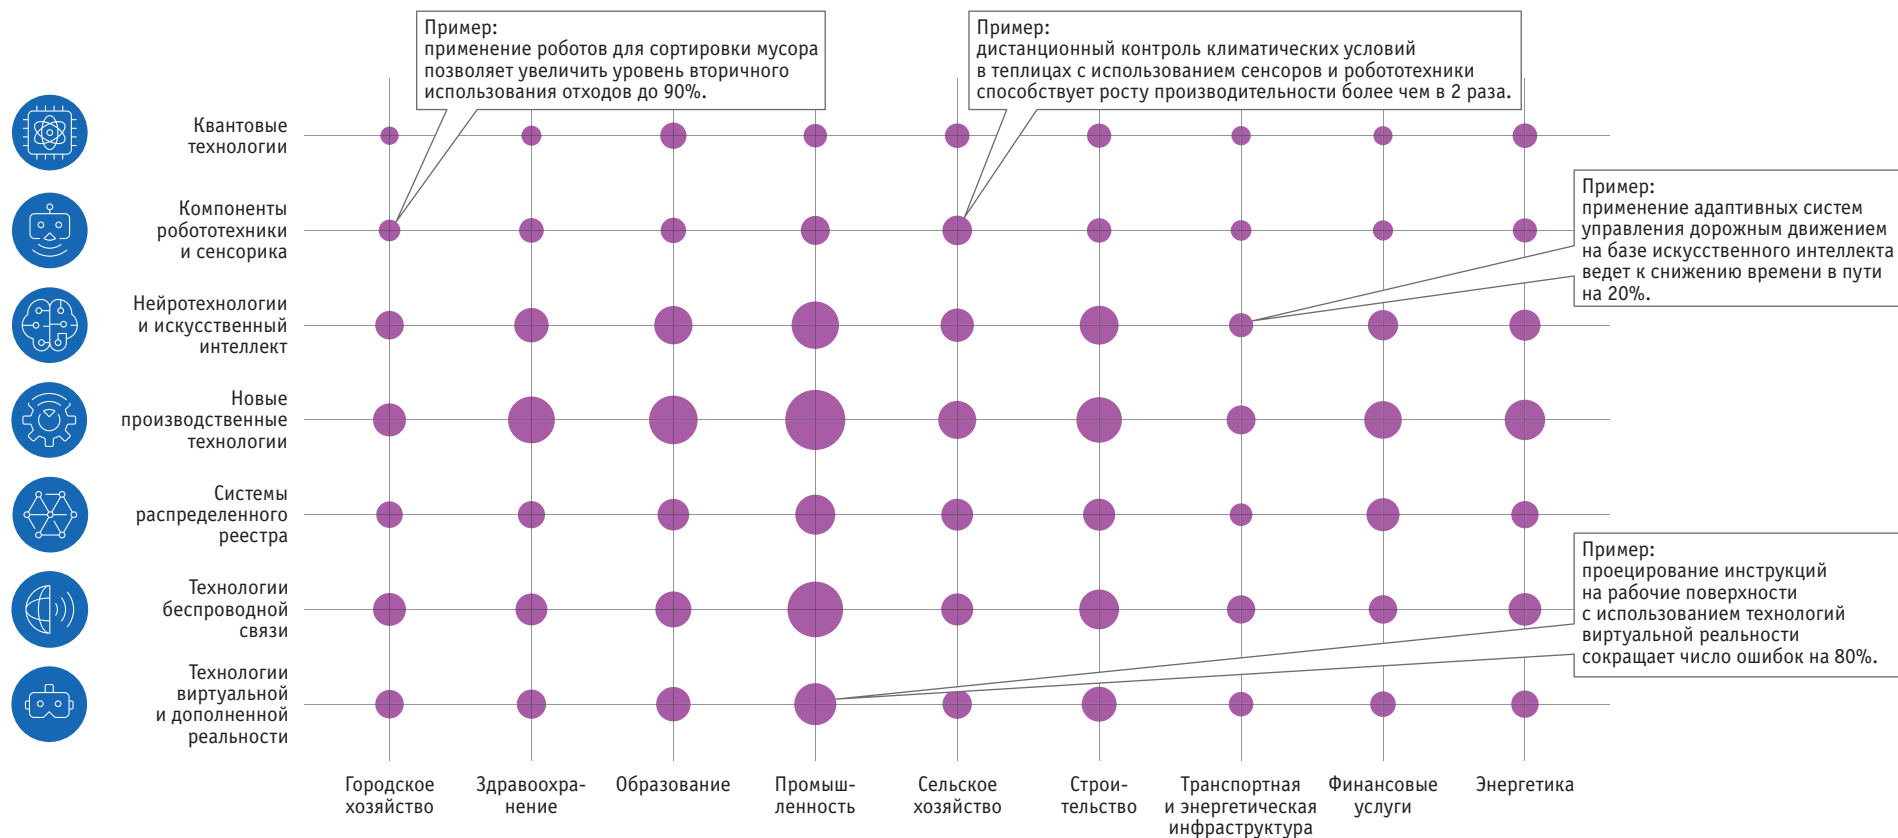 Пример:
применение роботов для сортировки мусора
позволяет увеличить уровень вторичного
использования отходов до 90%.
Пример:
дистанционный контроль климатических условий
в теплицах с использованием сенсоров и робототехники
способствует росту производительности более чем в 2 раза.
Квантовые
технологии
Компоненты
робототехники
и сенсорика
Пример:
применение адаптивных систем
управления дорожным движением
на базе искусственного интеллекта
ведет к снижению времени в пути
на 20%.
Нейротехнологии
и искусственный
интеллект
Новые
производственные
технологии
Системы
распределенного
реестра
Пример:
проецирование инструкций
на рабочие поверхности
с использованием технологий
виртуальной реальности
сокращает число ошибок на 80%.
Технологии
беспроводной
связи
Технологии
виртуальной
и дополненной
реальности
Городское
хозяйство
Здравоохра-
нение
Образование
Промыш-
ленность
Сельское
хозяйство
Строи-
тельство
Транспортная
и энергетическая
инфраструктура
Финансовые
услуги
Энергетика